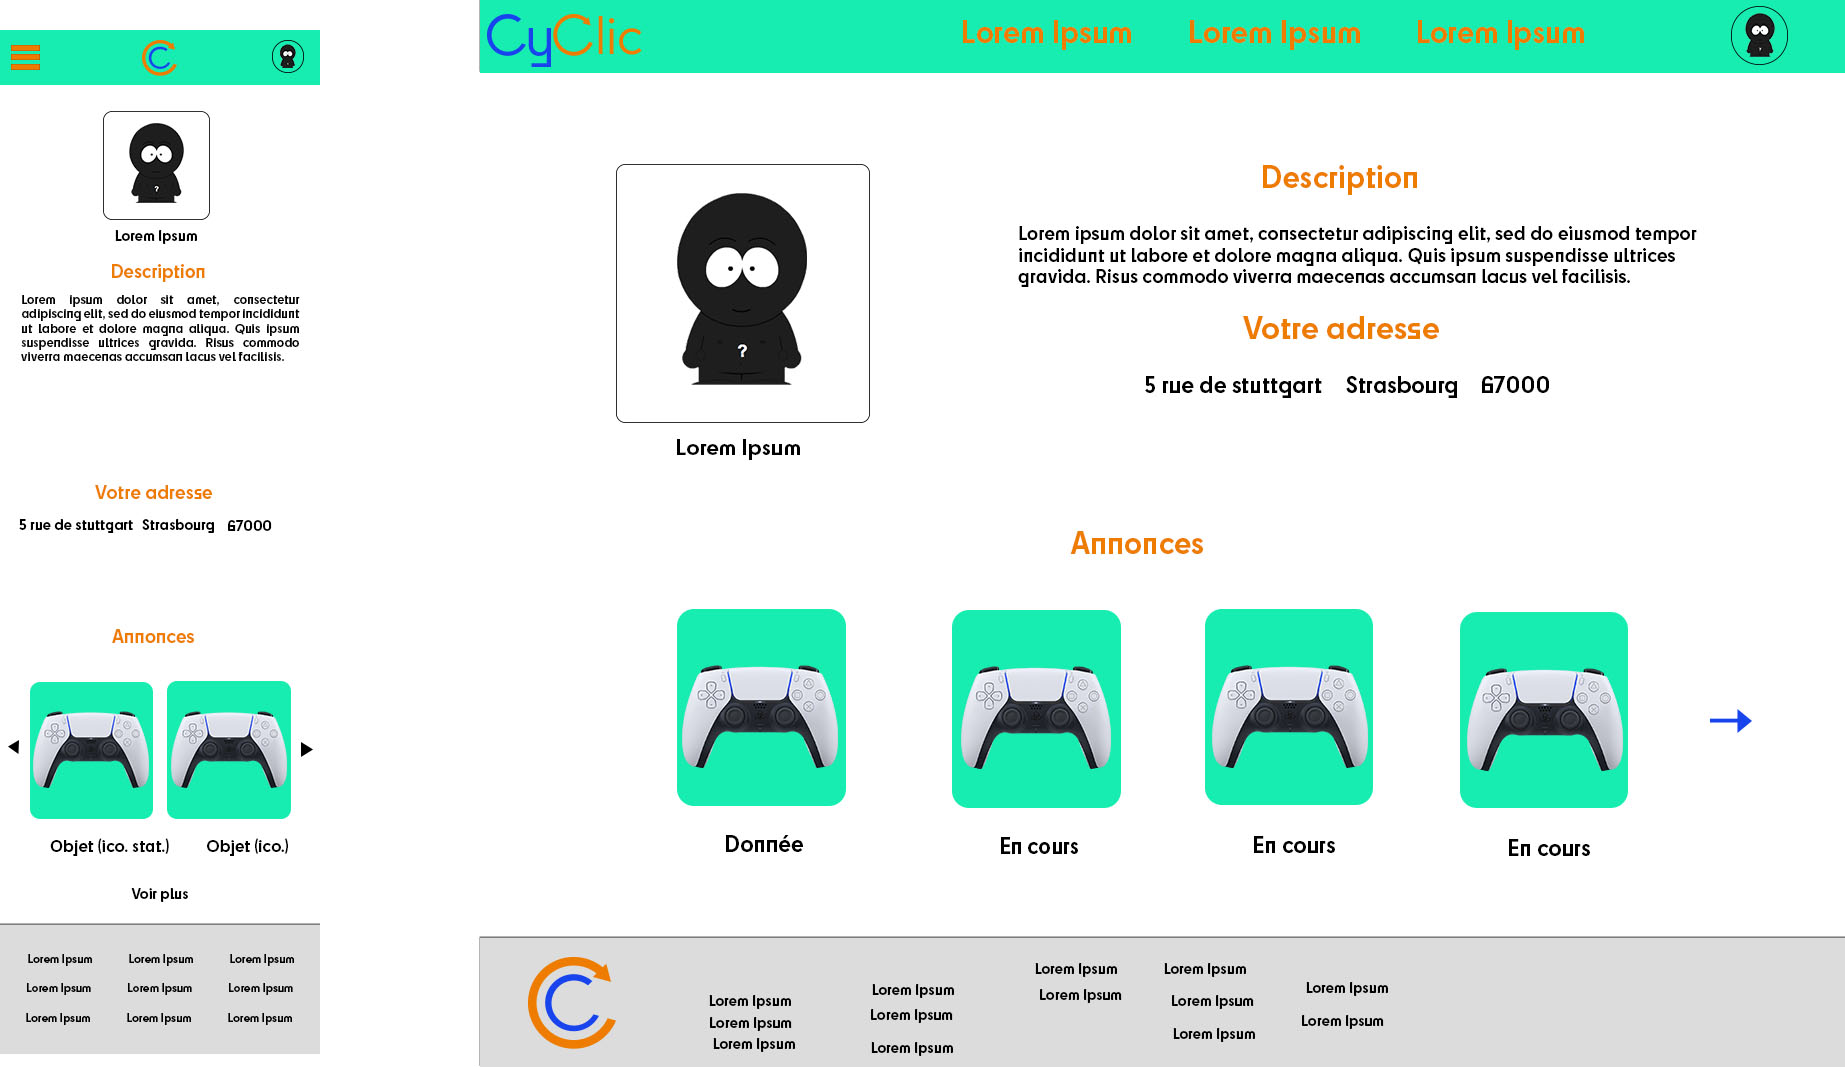 Lorem Ipsum
Description
Lorem ipsum dolor sit amet, consectetur
adipiscing elit, sed do eiusmod tempor incididunt
ut labore et dolore magna aliqua. Quis ipsum
suspendisse ultrices gravida. Risus commodo
viverra maecenas accumsan lacus vel facilisis.
Votre adresse
5 rue de stuttgart Strasbourg 67000
Annonces
Objet (ico. stat.) Objet (ico.)
Voir plus
Lorem Ipsum Lorem Ipsum Lorem Ipsum
Lorem Ipsum Lorem Ipsum Lorem Ipsum
Lorem Ipsum Lorem Ipsum Lorem Ipsum
CyClic Lorem Ipsum Lorem Ipsum Lorem Ipsum
?
Lorem Ipsum
Description
Lorem ipsum dolor sit amet, consectetur adipiscing elit, sed do eiusmod tempor
incididunt ut labore et dolore magna aliqua. Quis ipsum suspendisse ultrices
gravida. Risus commodo viverra maecenas accumsan lacus vel facilisis.
Votre adresse
5 rue de stuttgart Strasbourg 67000
Annonces
Donnée En cours En cours En cours
Lorem Ipsum
Lorem Ipsum
Lorem Ipsum
Lorem Ipsum
Lorem Ipsum
Lorem Ipsum
Lorem Ipsum
Lorem Ipsum
Lorem Ipsum
Lorem Ipsum
Lorem Ipsum
Lorem Ipsum
Lorem Ipsum